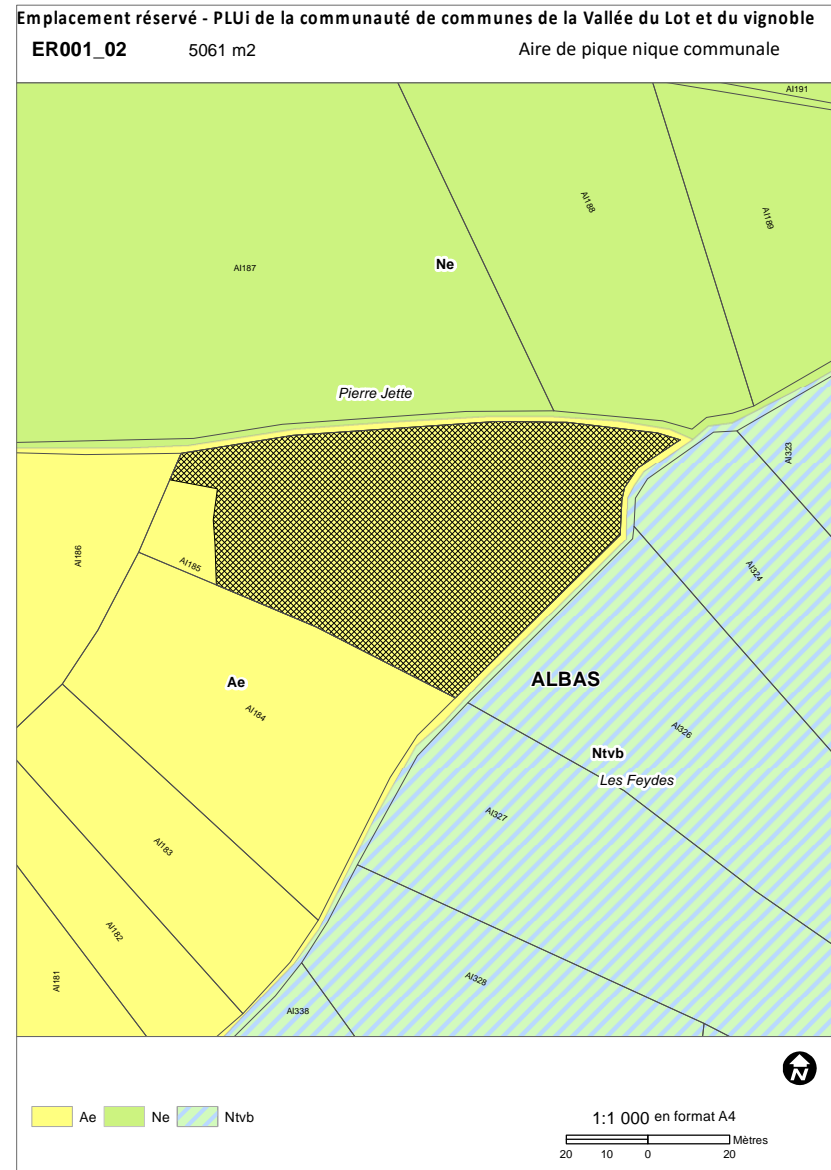 Emplacement réservé - PLUi de la communauté de communes de la Vallée du Lot et du vignoble
ER001_02 5061 m2 Aire de pique nique communale
AI191
AI188
AI189
AI187
Ne
Pierre Jette
AI323
AI186
AI185
AI324
ALBAS
Ae
AI184
AI326
Ntvb
Les Feydes
AI327
AI183
AI182
AI181
AI328
AI338
N
Ae Ne Ntvb
1:1 000 en format A4
Mètres
20 10 0 20